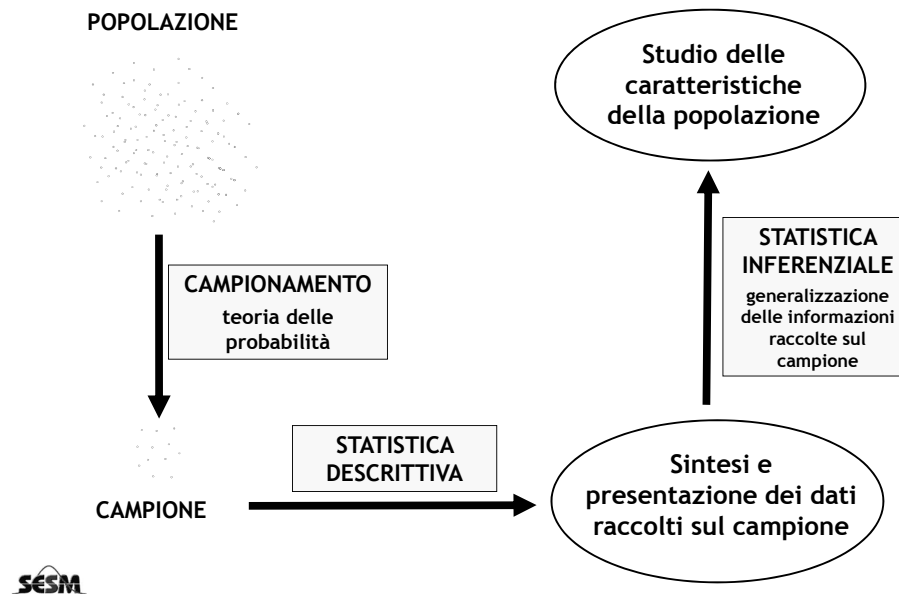 POPOLAZIONE
Studio delle
caratteristiche
della popolazione
CAMPIONAMENTO
teoria delle
probabilità
STATISTICA
INFERENZIALE
generalizzazione
delle informazioni
raccolte sul
campione
STATISTICA
DESCRITTIVA
CAMPIONE
Sintesi e
presentazione dei dati
raccolti sul campione
SESM